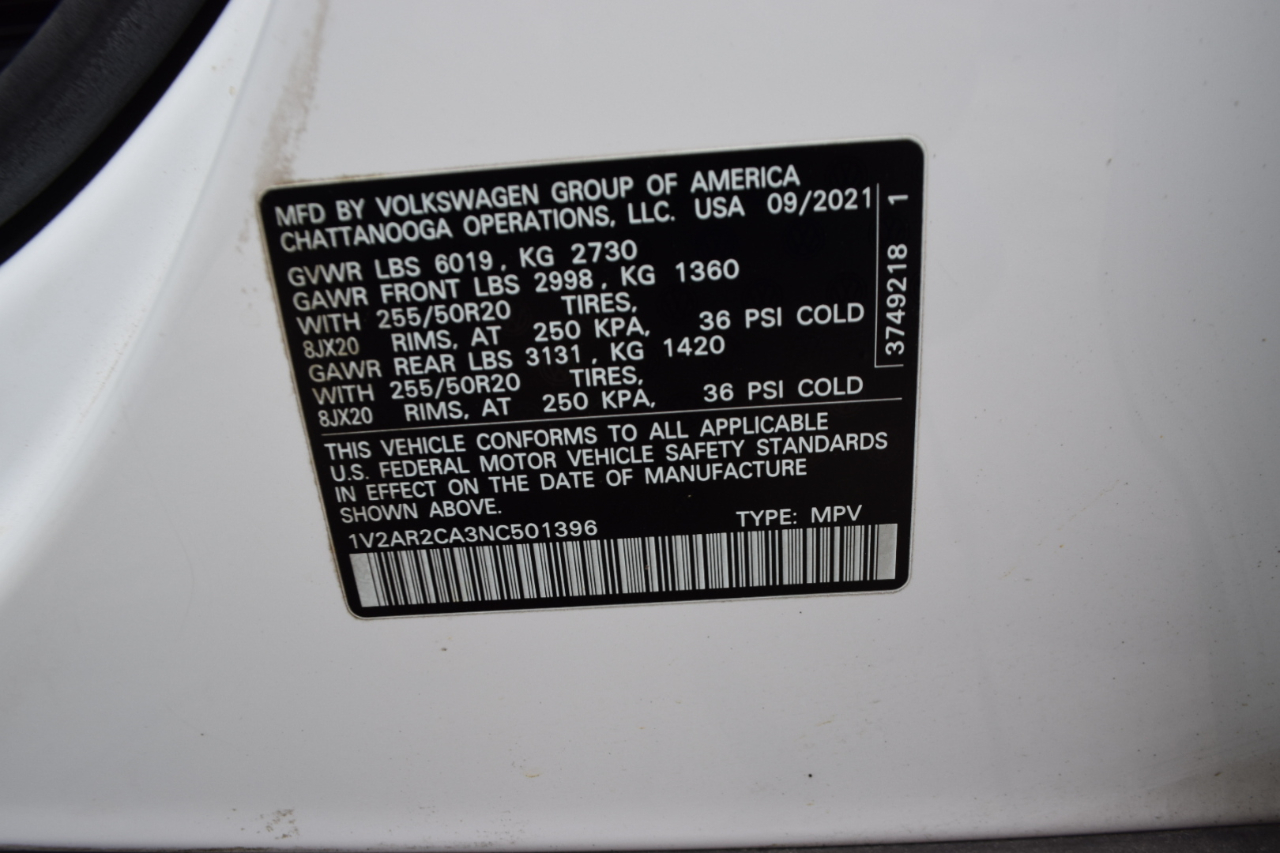 MFD BY VOLKSWAGEN GROUP OF AMERICA
CHATTANOOGA OPERATIONS, LLC. USA 09/2021
GVWR LBS 6019, KG 2730
GAWR FRONT LBS 2998, KG 1360
WITH 255/50R20 TIRES,
8JX20 RIMS, AT 250 KPA, 36 PSI COLD
GAWR REAR LBS 3131, KG 1420
WITH 255/50R20 TIRES,
8JX20 RIMS, AT 250 KPA, 36 PSI COLD
THIS VEHICLE CONFORMS TO ALL APPLICABLE
U.S. FEDERAL MOTOR VEHICLE SAFETY STANDARDS
IN EFFECT ON THE DATE OF MANUFACTURE
SHOWN ABOVE.
1V2AR2CA3NC501396 TYPE: MPV
3749218 1